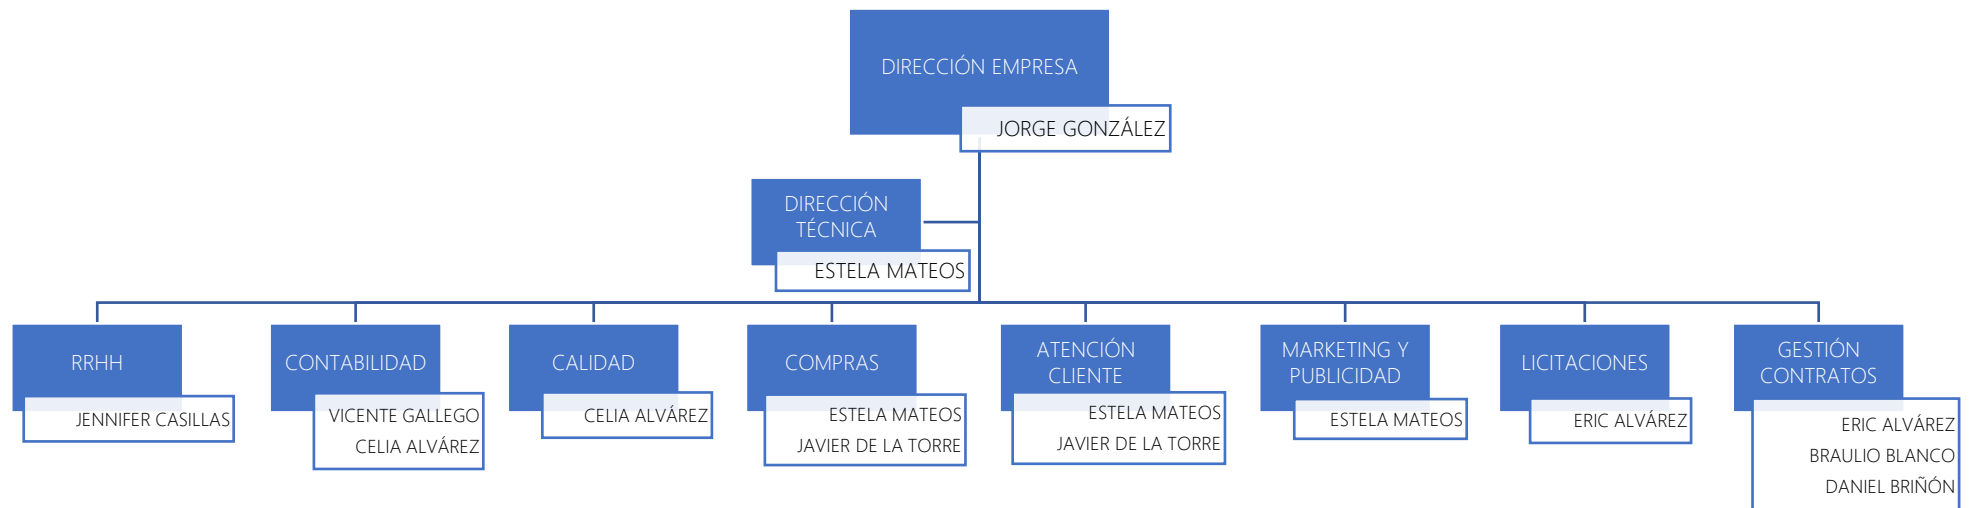 DIRECCIÓN EMPRESA
JORGE GONZÁLEZ
DIRECCIÓN
TÉCNICA
ESTELA MATEOS
RRHH
JENNIFER CASILLAS
CONTABILIDAD
VICENTE GALLEGO
CELIA ALVÁREZ
CALIDAD
CELIA ALVÁREZ
COMPRAS
ESTELA MATEOS
JAVIER DE LA TORRE
ATENCIÓN
CLIENTE
ESTELA MATEOS
JAVIER DE LA TORRE
MARKETING Y
PUBLICIDAD
ESTELA MATEOS
LICITACIONES
ERIC ALVÁREZ
GESTIÓN
CONTRATOS
ERIC ALVÁREZ
BRAULIO BLANCO
DANIEL BRIÑÓN